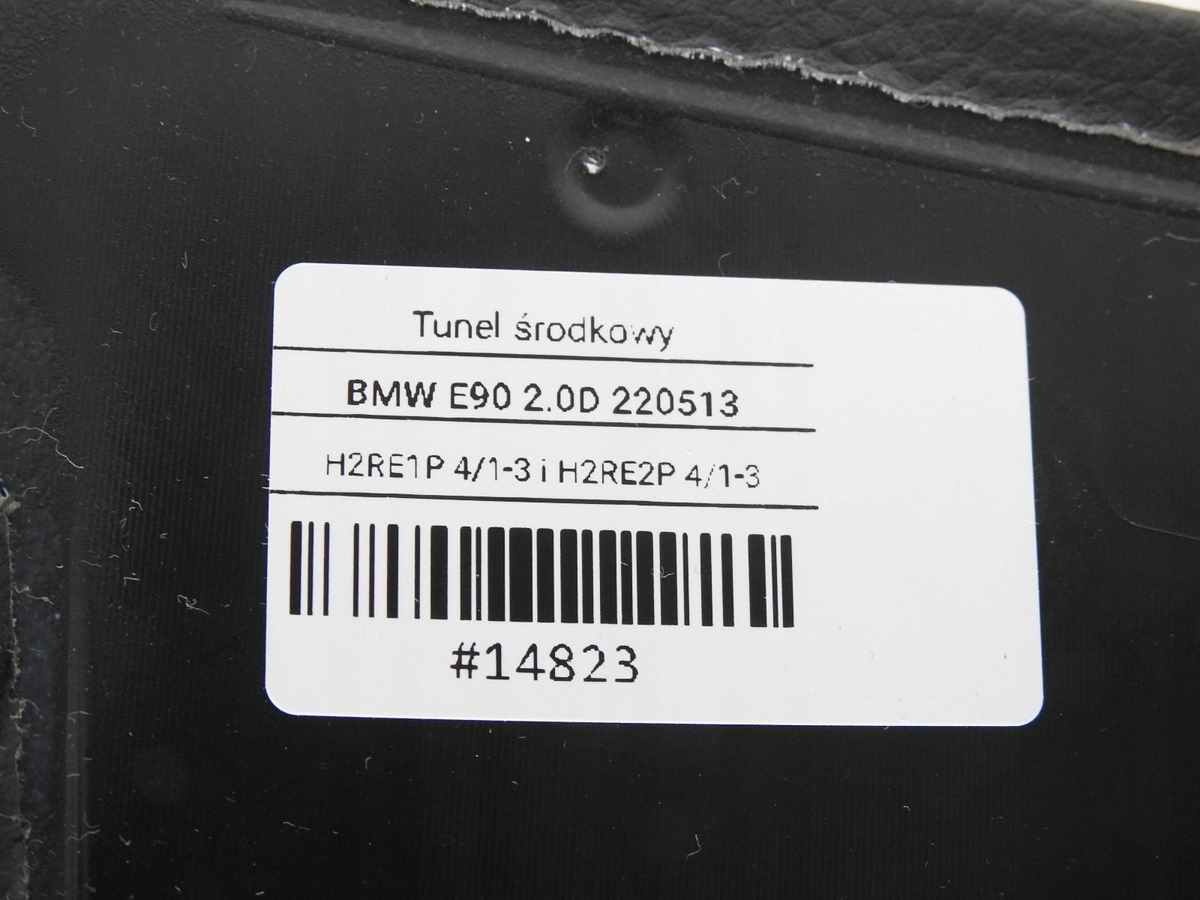 Tunel środkowy
BMW E90 2.0D 220513
H2RE1P 4/1-3 i H2RE2P 4/1-3
#14823